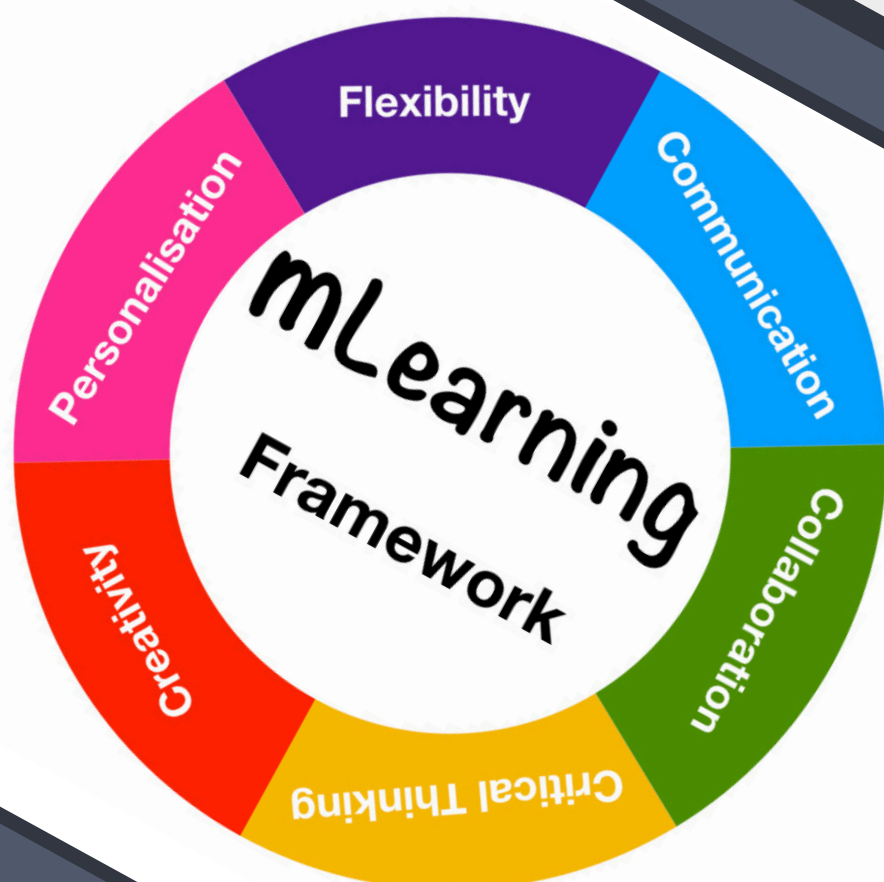 mLearning
Framework
Flexibility
Communication
Collaboration
Critical Thinking
Creativity
Personalisation